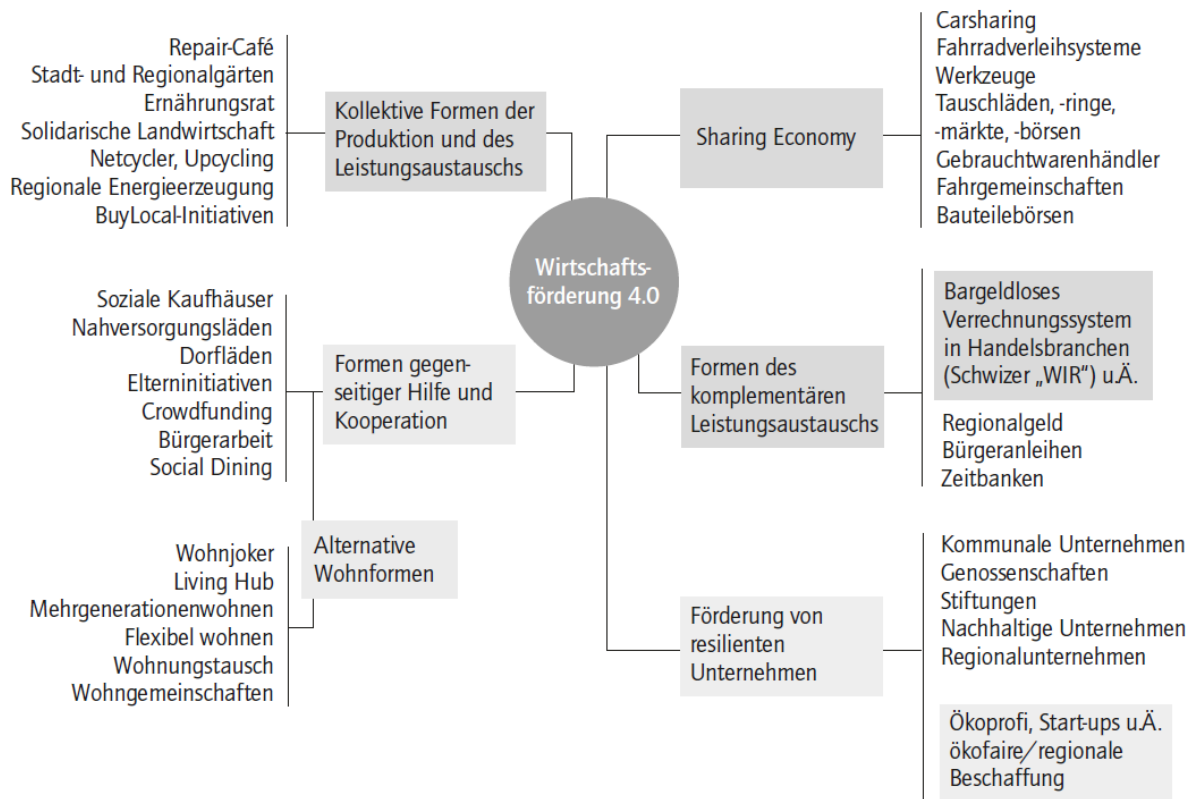 Repair-Café
Stadt- und Regionalgärten
Ernährungsrat
Solidarische Landwirtschaft
Netcycler, Upcycling
Regionale Energieerzeugung
BuyLocal-Initiativen
Kollektive Formen der
Produktion und des
Leistungsaustauschs
Sharing Economy
Carsharing
Fahrradverleihsysteme
Werkzeuge
Tauschläden, -ringe,
-märkte, -börsen
Gebrauchtwarenhändler
Fahrgemeinschaften
Bauteilebörsen
Wirtschafts-
förderung 4.0
Soziale Kaufhäuser
Nahversorgungsläden
Dorfläden
Elterninitiativen
Crowdfunding
Bürgerarbeit
Social Dining
Formen gegen-
seitiger Hilfe und
Kooperation
Formen des
komplementären
Leistungsaustauschs
Bargeldloses
Verrechnungssystem
in Handelsbranchen
(Schwizer „WIR“) u.Ä.
Regionalgeld
Bürgeranleihen
Zeitbanken
Wohnjoker
Living Hub
Mehrgenerationenwohnen
Flexibel wohnen
Wohnungstausch
Wohngemeinschaften
Alternative
Wohnformen
Förderung von
resilienten
Unternehmen
Kommunale Unternehmen
Genossenschaften
Stiftungen
Nachhaltige Unternehmen
Regionalunternehmen
Ökoprofi, Start-ups u.Ä.
ökofaire/regionale
Beschaffung